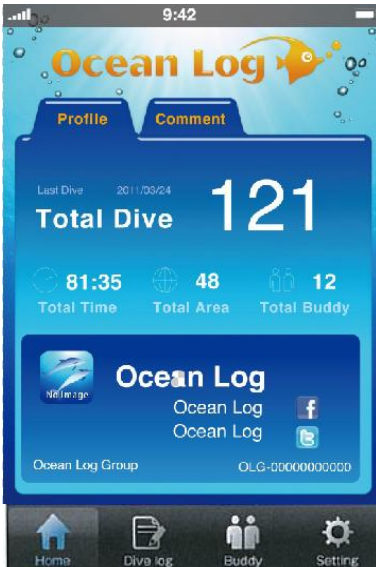 9:42
Ocean Log
Profile Comment
Last Dive 2011/03/24
Total Dive 121
81:35 48 12
Total Time Total Area Total Buddy
No Image
Ocean Log
Ocean Log f
Ocean Log t
Ocean Log Group OLG-00000000000
Home Dive log Buddy Setting